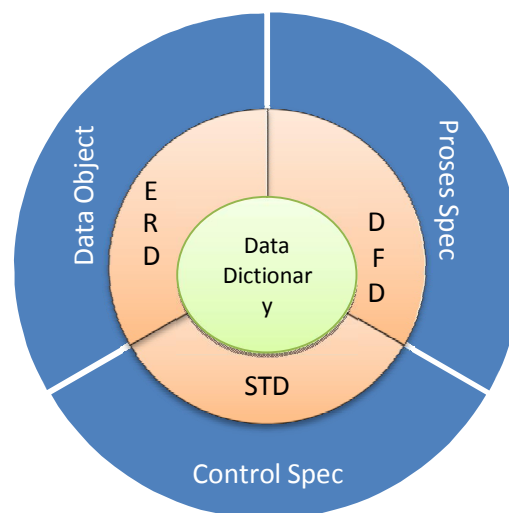 Data Object
Proses Spec
E
R
D
D
F
D
Data
Dictionar
y
STD
Control Spec